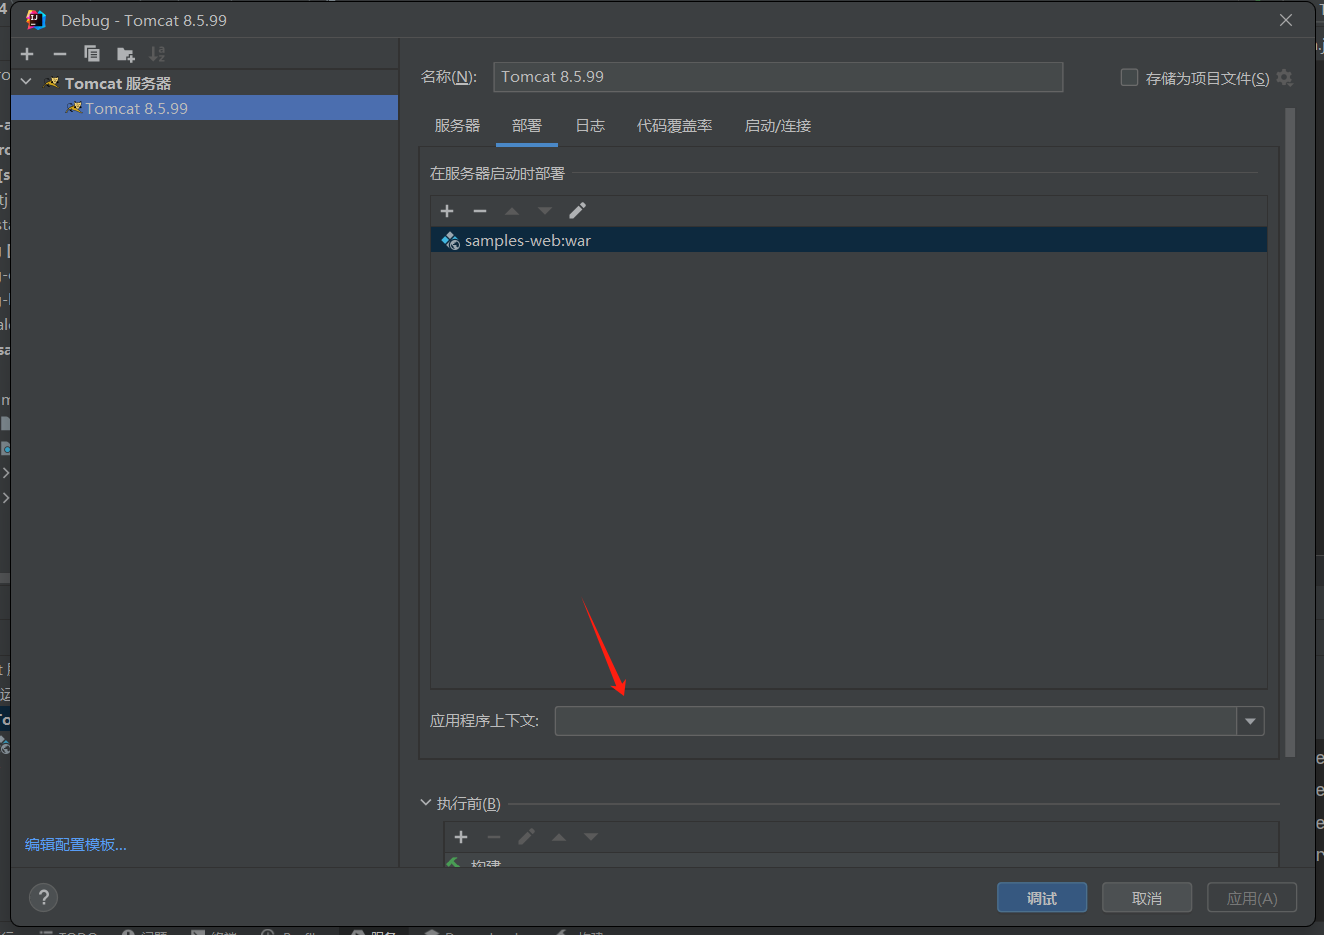 Debug - Tomcat 8.5.99
Tomcat 服务器
Tomcat 8.5.99
名称(N):
Tomcat 8.5.99
存储为项目文件(S)
服务器 部署 日志 代码覆盖率 启动/连接
在服务器启动时部署
samples-web:war
应用程序上下文:
执行前(B)
构建
编辑配置模板...
?
调试 取消 应用(A)